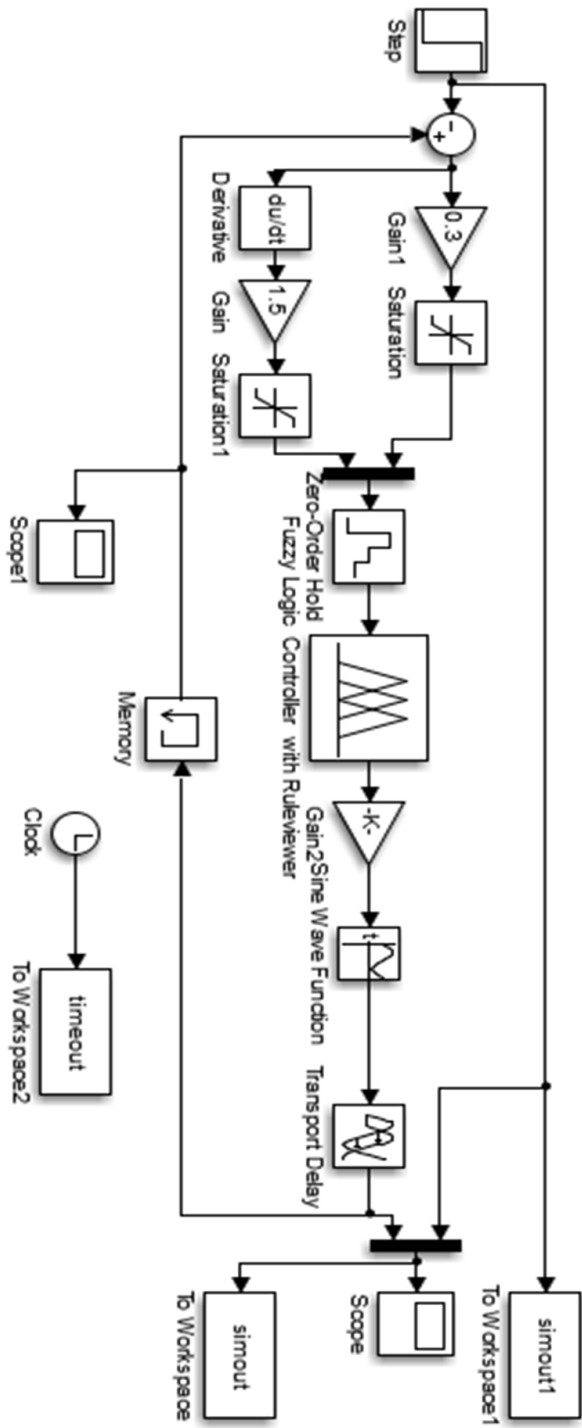 Step
-
+
0.3
Gain1
Saturation
du/dt
Derivative
1.5
Gain
Saturation1
Zero-Order Hold
Fuzzy Logic Controller
with Ruleviewer
-K-
Gain2
t
Sine Wave Function
Transport Delay
simout1
To Workspace1
Scope
simout
To Workspace
Memory
Scope1
Clock
timeout
To Workspace2